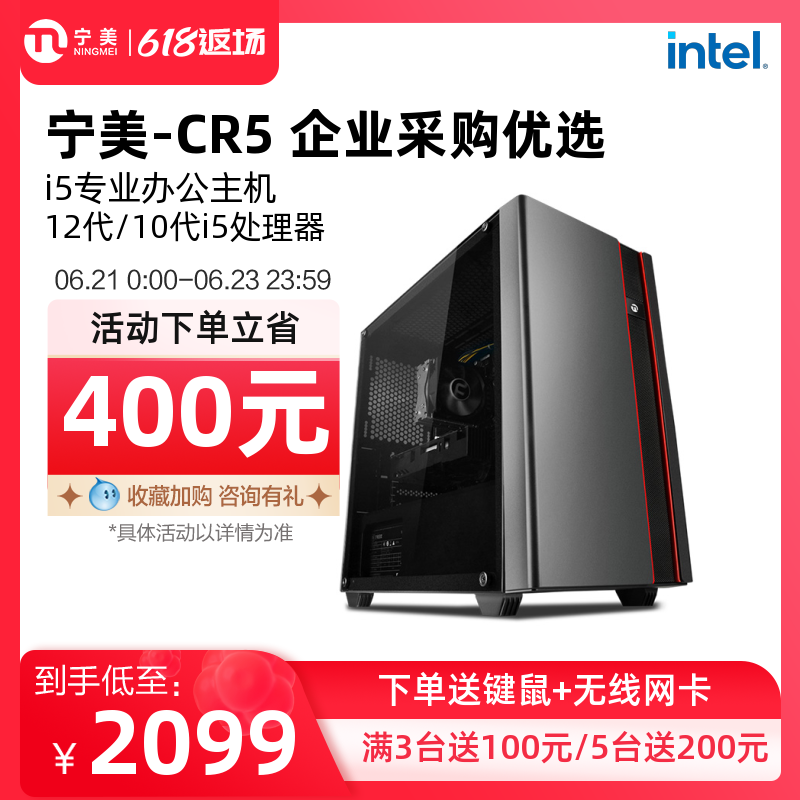 宁美 NINGMEI
618返场
intel.
宁美-CR5 企业采购优选
i5专业办公主机
12代/10代i5处理器
06.21 0:00-06.23 23:59
活动下单立省
400元
收藏加购 咨询有礼
*具体活动以详情为准
到手低至：
¥2099
下单送键鼠+无线网卡
满3台送100元/5台送200元